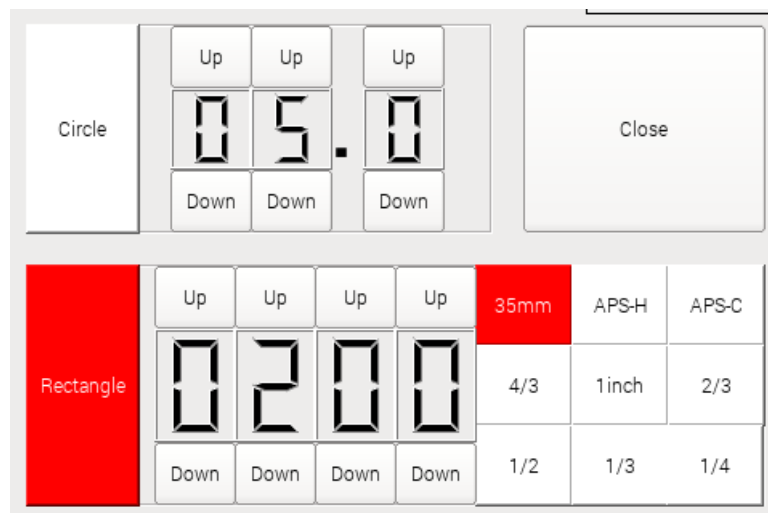 Up Up Up
Circle 05.0 Close
Down Down Down
Up Up Up Up 35mm APS-H APS-C
Rectangle 0200 4/3 1inch 2/3
Down Down Down Down 1/2 1/3 1/4